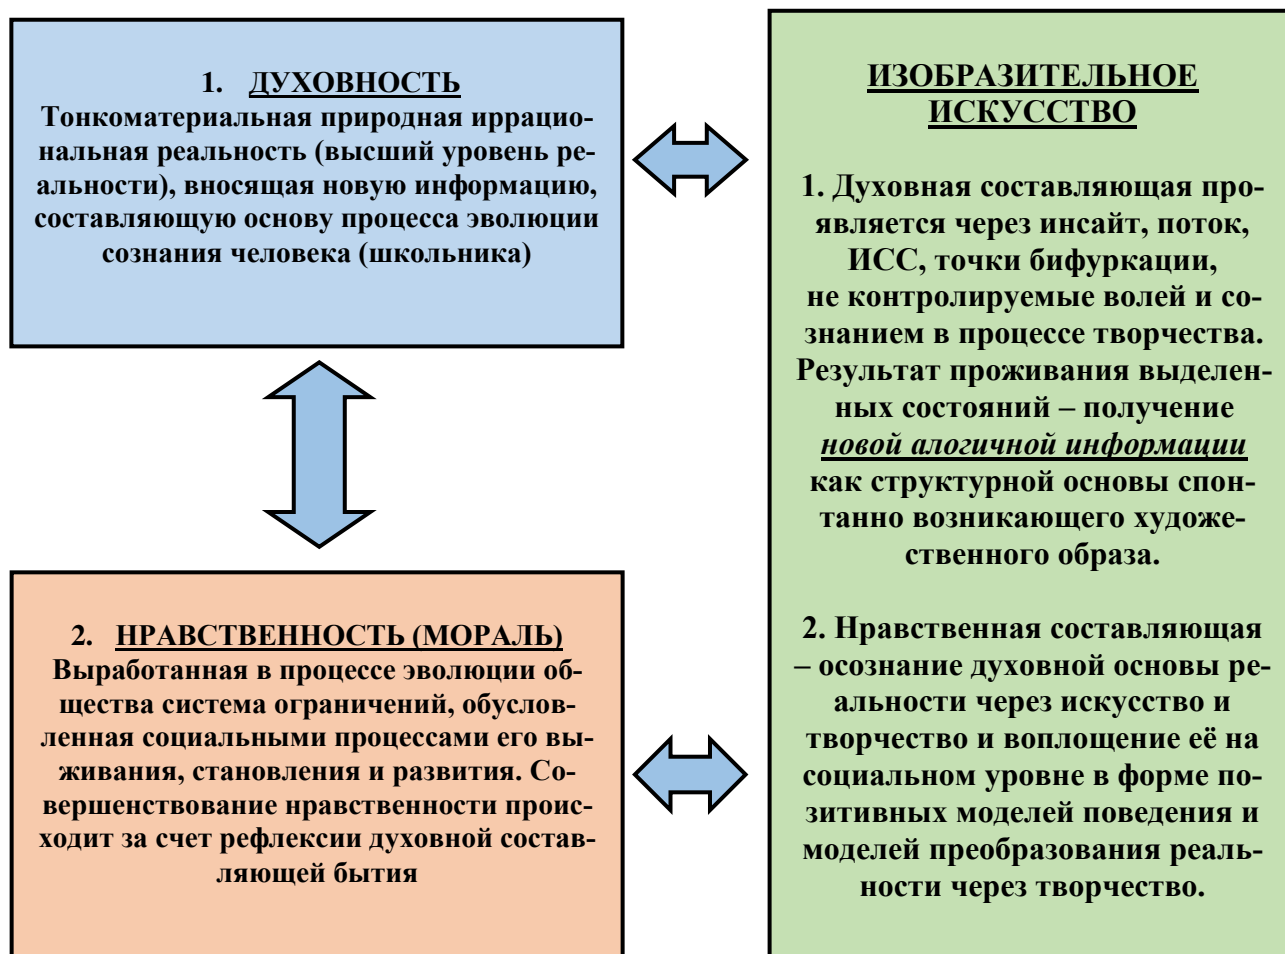 1. ДУХОВНОСТЬ
Тонкоматериальная природная иррацио-
нальная реальность (высший уровень ре-
альности), вносящая новую информацию,
составляющую основу процесса эволюции
сознания человека (школьника)
2. НРАВСТВЕННОСТЬ (МОРАЛЬ)
Выработанная в процессе эволюции об-
щества система ограничений, обуслов-
ленная социальными процессами его вы-
живания, становления и развития. Со-
вершенствование нравственности проис-
ходит за счет рефлексии духовной состав-
ляющей бытия
ИЗОБРАЗИТЕЛЬНОЕ
ИСКУССТВО
1. Духовная составляющая про-
является через инсайт, поток,
ИСС, точки бифуркации,
не контролируемые волей и со-
знанием в процессе творчества.
Результат проживания выделен-
ных состояний – получение
новой алогичной информации
как структурной основы спон-
танно возникающего художе-
ственного образа.
2. Нравственная составляющая
– осознание духовной основы ре-
альности через искусство и
творчество и воплощение её на
социальном уровне в форме по-
зитивных моделей поведения и
моделей преобразования реаль-
ности через творчество.